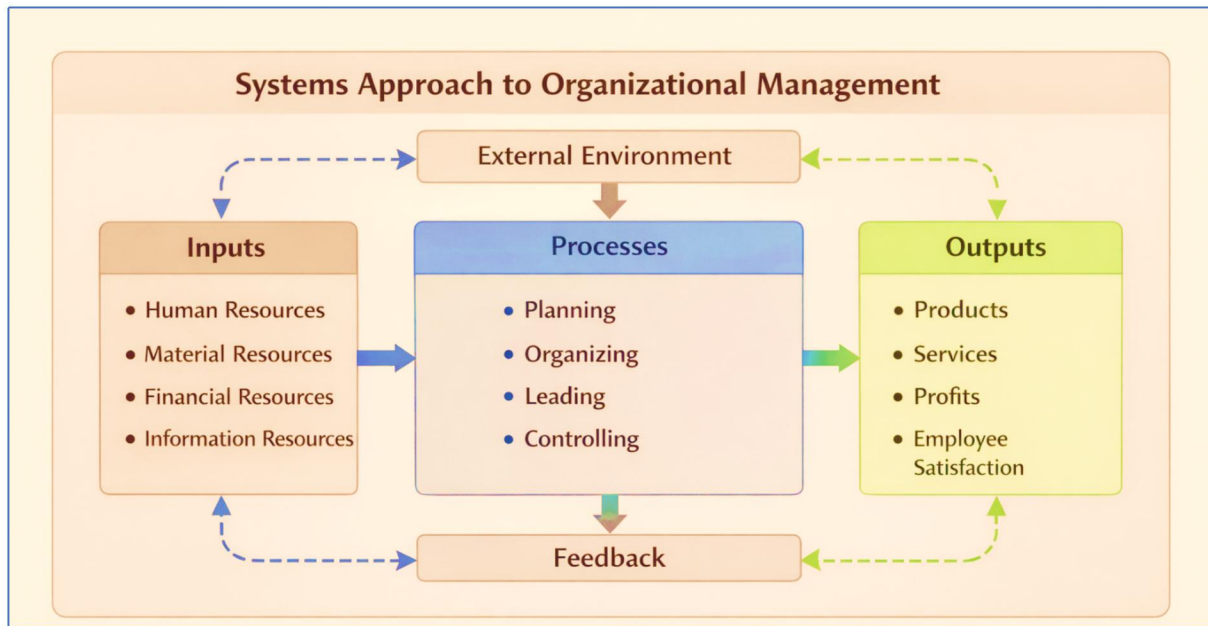 Systems Approach to Organizational Management
External Environment
Inputs
• Human Resources
• Material Resources
• Financial Resources
• Information Resources
Processes
• Planning
• Organizing
• Leading
• Controlling
Outputs
• Products
• Services
• Profits
• Employee
Satisfaction
Feedback